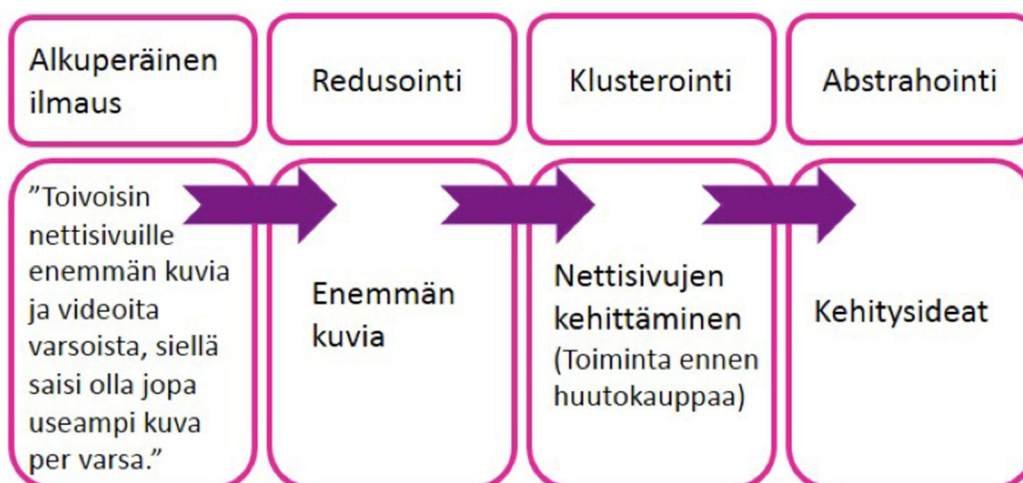 Alkuperäinen
ilmaus
Redusointi
Klusterointi
Abstrahointi
”Toivoisin
nettisivuille
enemmän kuvia
ja videoita
varsoista, siellä
saisi olla jopa
useampi kuva
per varsa.”
Enemmän
kuvia
Nettisivujen
kehittäminen
(Toiminta ennen
huutokauppaa)
Kehitysideat